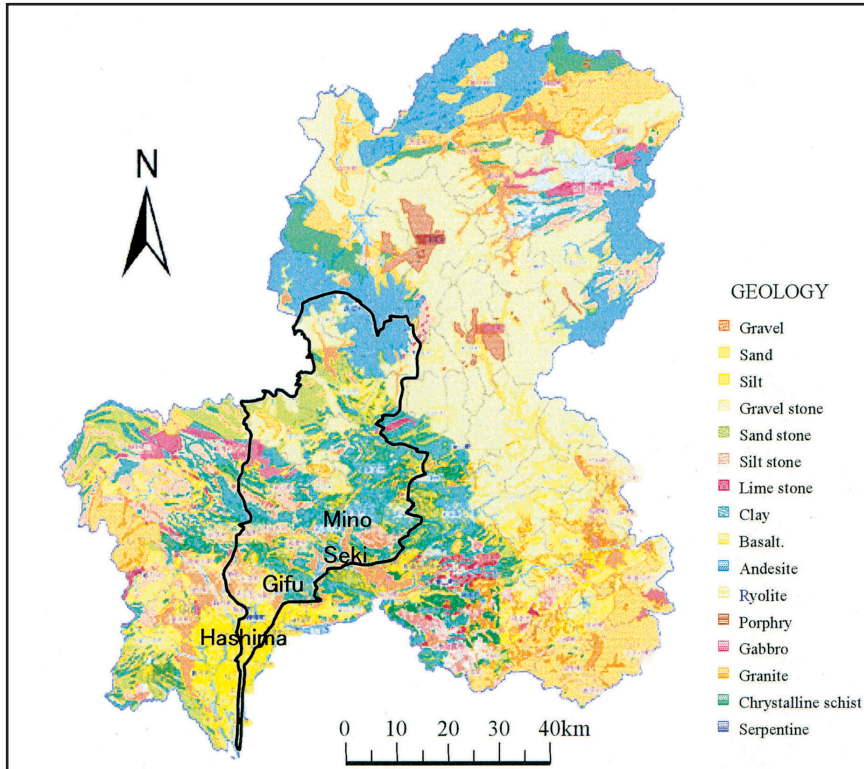 N
GEOLOGY
Gravel
Sand
Silt
Gravel stone
Sand stone
Silt stone
Lime stone
Clay
Basalt.
Andesite
Ryolite
Porphry
Gabbro
Granite
Chrystalline schist
Serpentine
Mino
Seki
Gifu
Hashima
0 10 20 30 40km